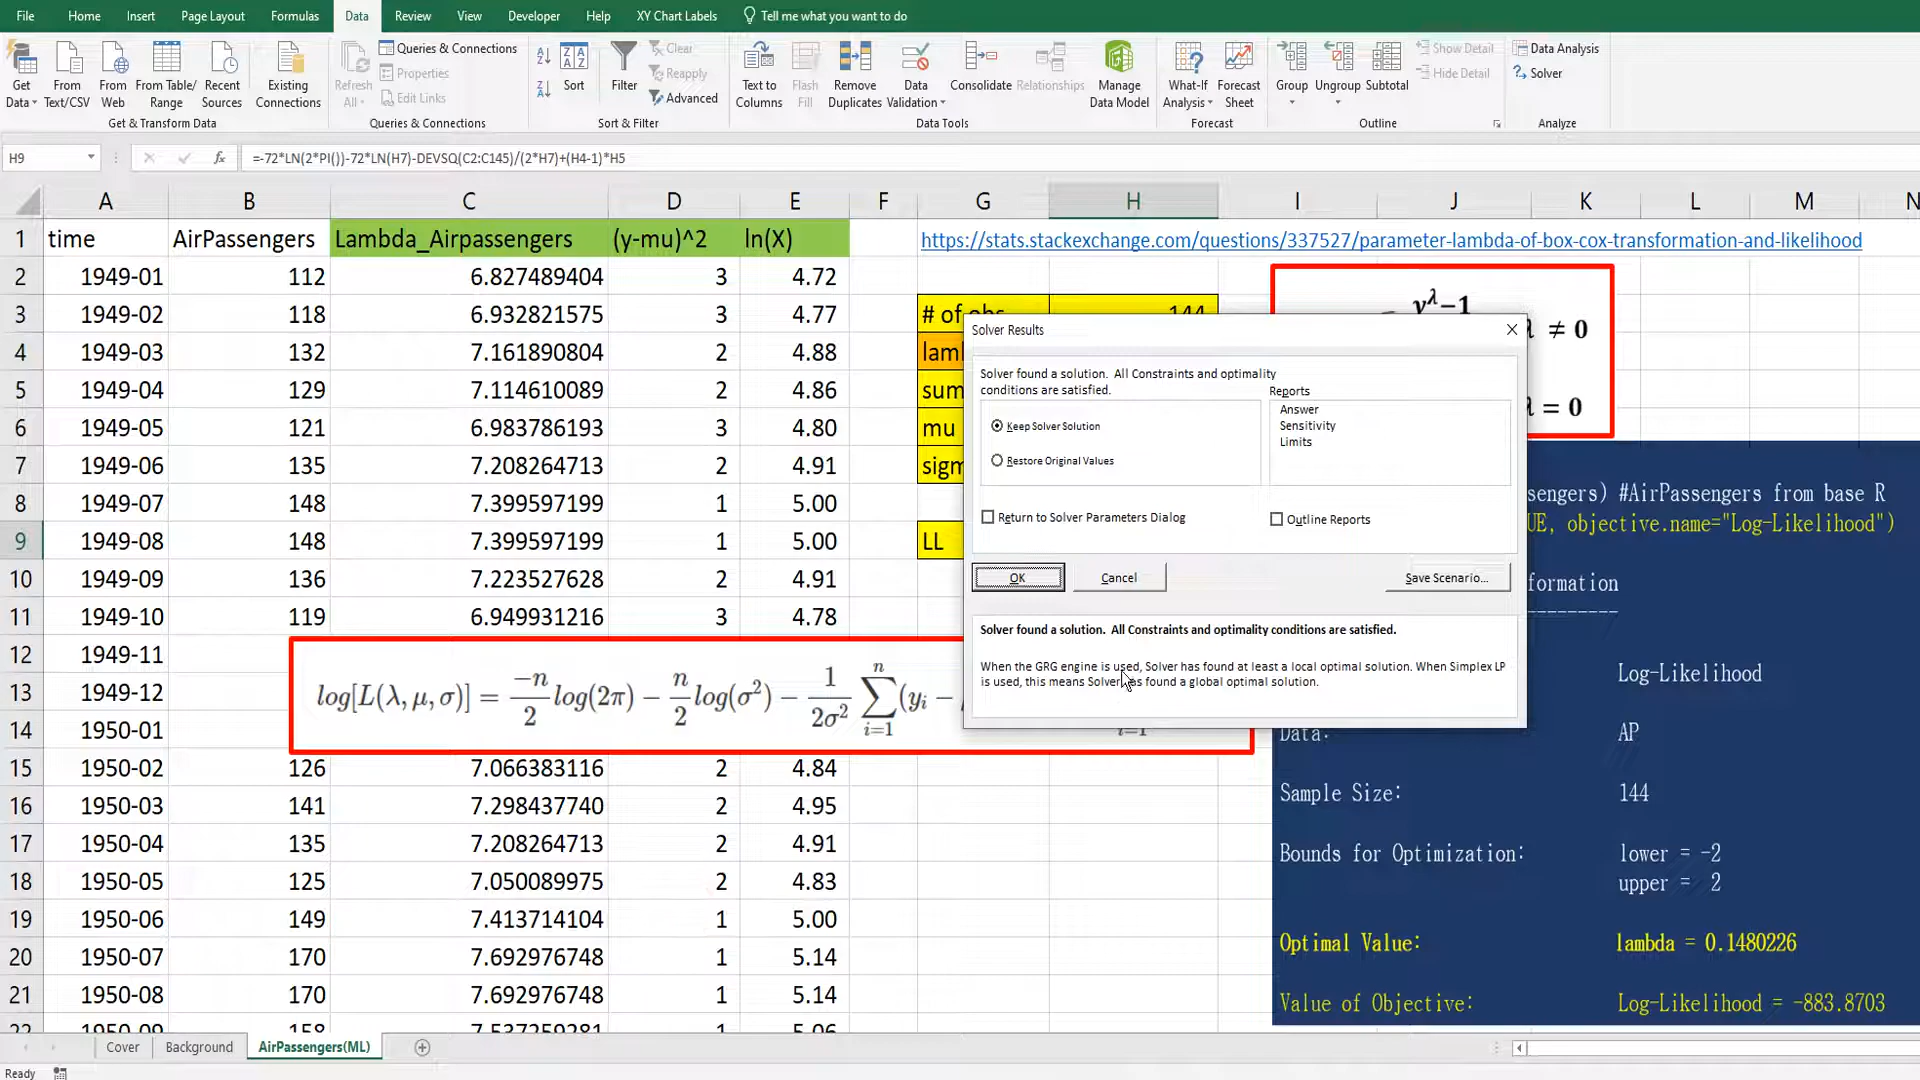 File Home Insert Page Layout Formulas Data Review View Developer Help XY Chart Labels Tell me what you want to do
Get Data From Text/CSV From Web From Table/Range Recent Sources Existing Connections
Get & Transform Data
Refresh All Queries & Connections Properties Edit Links
Queries & Connections
Sort Filter Clear Reapply Advanced
Sort & Filter
Text to Columns Flash Fill Remove Duplicates Data Validation Consolidate Relationships Manage Data Model
Data Tools
What-If Analysis Forecast Sheet
Forecast
Group Ungroup Subtotal Show Detail Hide Detail
Outline
Data Analysis Solver
Analyze
H9 fx =-72*LN(2*PI())-72*LN(H7)-DEVSQ(C2:C145)/(2*H7)+(H4-1)*H5
A B C D E F G H I J K L M N
1 time AirPassengers Lambda_Airpassengers (y-mu)^2 ln(X) https://stats.stackexchange.com/questions/337527/parameter-lambda-of-box-cox-transformation-and-likelihood
2 1949-01 112 6.827489404 3 4.72
3 1949-02 118 6.932821575 3 4.77 # of obs 144
4 1949-03 132 7.161890804 2 4.88
5 1949-04 129 7.114610089 2 4.86 sum
6 1949-05 121 6.983786193 3 4.80 mu
7 1949-06 135 7.208264713 2 4.91
8 1949-07 148 7.399597199 1 5.00
9 1949-08 148 7.399597199 1 5.00 LL
10 1949-09 136 7.223527628 2 4.91
11 1949-10 119 6.949931216 3 4.78
12 1949-11
13 1949-12
14 1950-01
15 1950-02 126 7.066383116 2 4.84
16 1950-03 141 7.298437740 2 4.95
17 1950-04 135 7.208264713 2 4.91
18 1950-05 125 7.050089975 2 4.83
19 1950-06 149 7.413714104 1 5.00
20 1950-07 170 7.692976748 1 5.14
21 1950-08 170 7.692976748 1 5.14
22 1950-09 158 7.537259281 1 5.06
log[L(λ, μ, σ)] = -n/2 log(2π) − n/2 log(σ²) − 1/2σ² Σ i=1 n (yi −
i=1
y^λ−1
λ ≠ 0
λ = 0
Solver Results
Solver found a solution. All Constraints and optimality
conditions are satisfied.
Reports
Keep Solver Solution
Restore Original Values
Answer
Sensitivity
Limits
Return to Solver Parameters Dialog
Outline Reports
OK Cancel Save Scenario...
Solver found a solution. All Constraints and optimality conditions are satisfied.
When the GRG engine is used, Solver has found at least a local optimal solution. When Simplex LP
is used, this means Solver has found a global optimal solution.
sengers) #AirPassengers from base R
UE, objective.name="Log-Likelihood")
formation
---------
Log-Likelihood
Data: AP
Sample Size: 144
Bounds for Optimization: lower = -2
upper = 2
Optimal Value: lambda = 0.1480226
Value of Objective: Log-Likelihood = -883.8703
Cover Background AirPassengers(ML)
Ready